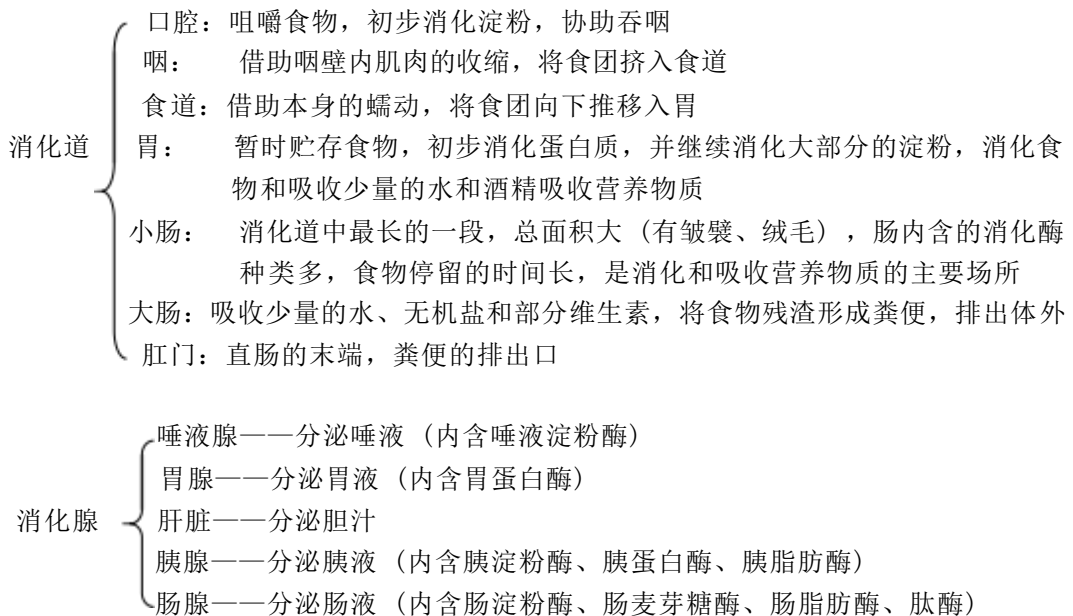 口腔：咀嚼食物，初步消化淀粉，协助吞咽
咽： 借助咽壁内肌肉的收缩，将食团挤入食道
食道：借助本身的蠕动，将食团向下推移入胃
消化道 胃： 暂时贮存食物，初步消化蛋白质，并继续消化大部分的淀粉，消化食
物和吸收少量的水和酒精吸收营养物质
小肠： 消化道中最长的一段，总面积大（有皱襞、绒毛），肠内含的消化酶
种类多，食物停留的时间长，是消化和吸收营养物质的主要场所
大肠：吸收少量的水、无机盐和部分维生素，将食物残渣形成粪便，排出体外
肛门：直肠的末端，粪便的排出口
唾液腺——分泌唾液（内含唾液淀粉酶）
胃腺——分泌胃液（内含胃蛋白酶）
消化腺 肝脏——分泌胆汁
胰腺——分泌胰液（内含胰淀粉酶、胰蛋白酶、胰脂肪酶）
肠腺——分泌肠液（内含肠淀粉酶、肠麦芽糖酶、肠脂肪酶、肽酶）